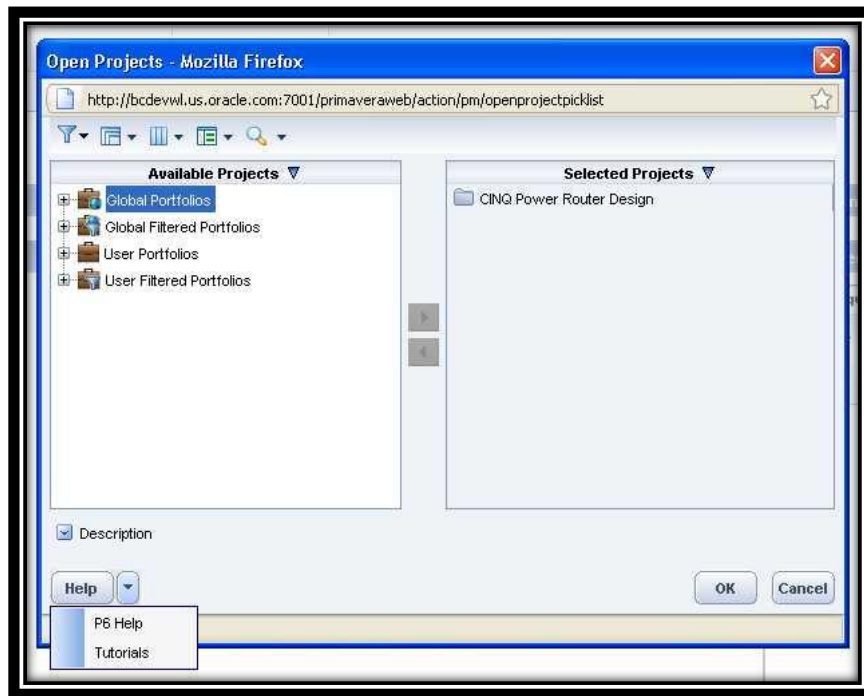 Open Projects - Mozilla Firefox
http://bcdevwl.us.oracle.com:7001/primaveraweb/action/pm/openprojectpicklist
Available Projects
Global Portfolios
Global Filtered Portfolios
User Portfolios
User Filtered Portfolios
Selected Projects
CINQ Power Router Design
Description
Help
OK
Cancel
P6 Help
Tutorials